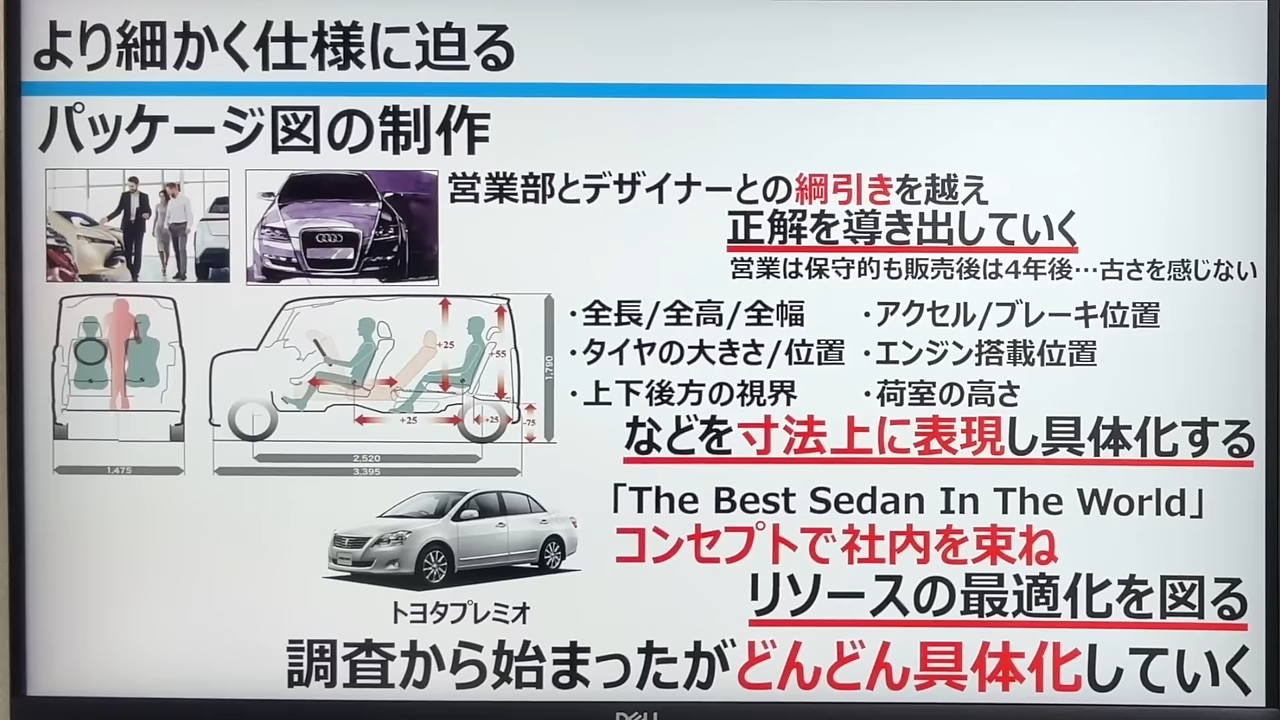 より細かく仕様に迫る
パッケージ図の制作
営業部とデザイナーとの綱引きを越え
正解を導き出していく
営業は保守的も販売後は4年後…古さを感じない
・全長/全高/全幅
・アクセル/ブレーキ位置
・タイヤの大きさ/位置
・エンジン搭載位置
・上下後方の視界
・荷室の高さ
などを寸法上に表現し具体化する
+25
+55
1.790
+25
+25
-75
2.520
1.475
3.395
「The Best Sedan In The World」
コンセプトで社内を束ね
リソースの最適化を図る
トヨタプレミオ
調査から始まったがどんどん具体化していく
DELL